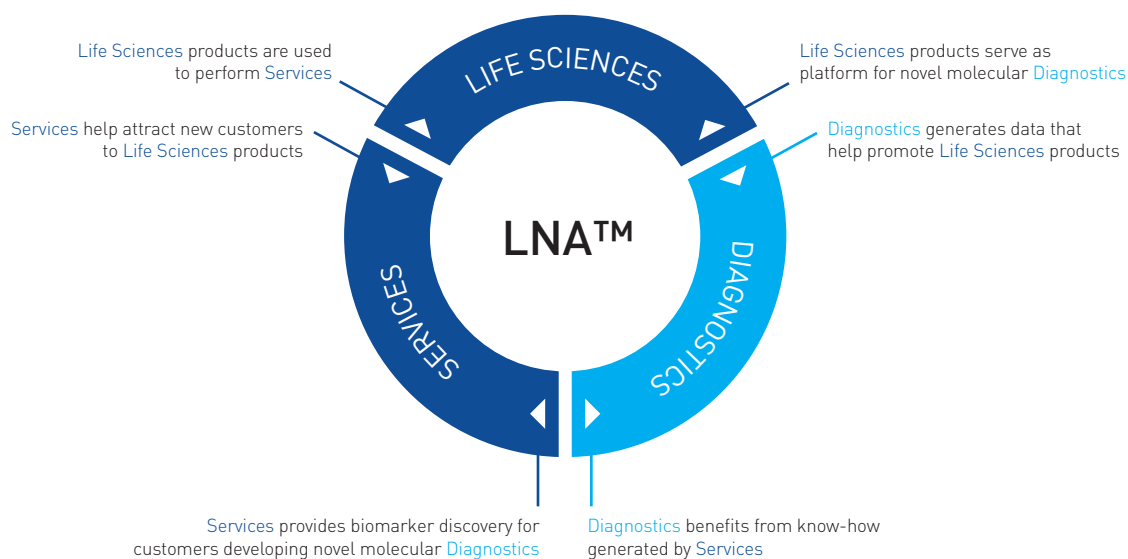 LIFE SCIENCES
Life Sciences products are used
to perform Services
Life Sciences products serve as
platform for novel molecular Diagnostics
Services help attract new customers
to Life Sciences products
Diagnostics generates data that
help promote Life Sciences products
LNA™
SERVICES
DIAGNOSTICS
Services provides biomarker discovery for
customers developing novel molecular Diagnostics
Diagnostics benefits from know-how
generated by Services